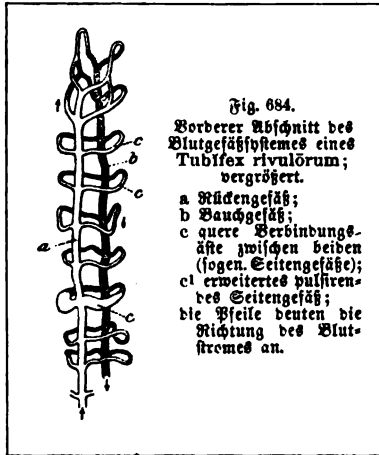 Fig. 684.
Vorderer Abschnitt des
Blutgefäßsystemes eines
Tubifex rivulōrum;
vergrößert.
a Rückengefäß;
b Bauchgefäß;
c quere Verbindungs-
äste zwischen beiden
(sogen. Seitengefäße);
c¹ erweitertes pulsiren-
des Seitengefäß;
die Pfeile deuten die
Richtung des Blut-
stromes an.
c
b
c
a
c